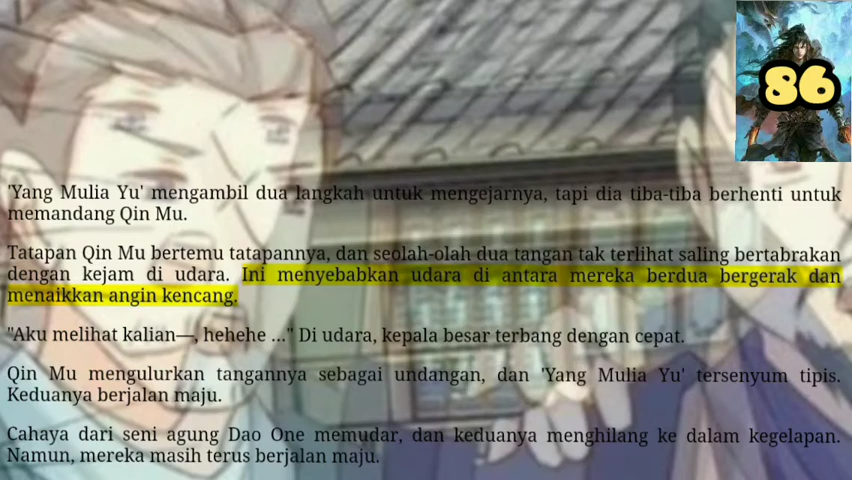 86
'Yang Mulia Yu' mengambil dua langkah untuk mengejarnya, tapi dia tiba-tiba berhenti untuk
memandang Qin Mu.
Tatapan Qin Mu bertemu tatapannya, dan seolah-olah dua tangan tak terlihat saling bertabrakan
dengan kejam di udara. Ini menyebabkan udara di antara mereka berdua bergerak dan
menaikkan angin kencang.
"Aku melihat kalian—, hehehe ..." Di udara, kepala besar terbang dengan cepat.
Qin Mu mengulurkan tangannya sebagai undangan, dan 'Yang Mulia Yu' tersenyum tipis.
Keduanya berjalan maju.
Cahaya dari seni agung Dao One memudar, dan keduanya menghilang ke dalam kegelapan.
Namun, mereka masih terus berjalan maju.